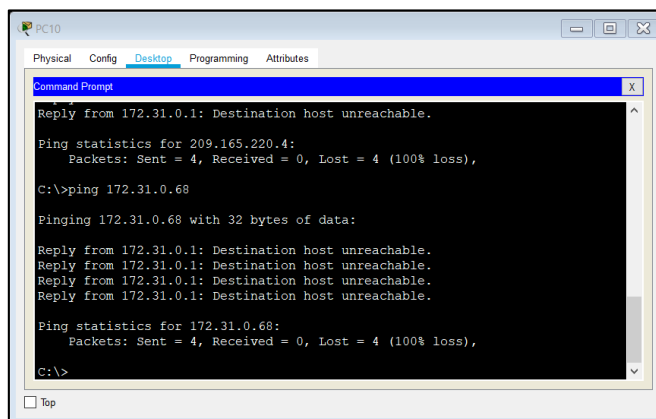 PC10
Physical Config Desktop Programming Attributes
Command Prompt X
Reply from 172.31.0.1: Destination host unreachable.
Ping statistics for 209.165.220.4:
Packets: Sent = 4, Received = 0, Lost = 4 (100% loss),
C:\>ping 172.31.0.68
Pinging 172.31.0.68 with 32 bytes of data:
Reply from 172.31.0.1: Destination host unreachable.
Reply from 172.31.0.1: Destination host unreachable.
Reply from 172.31.0.1: Destination host unreachable.
Reply from 172.31.0.1: Destination host unreachable.
Ping statistics for 172.31.0.68:
Packets: Sent = 4, Received = 0, Lost = 4 (100% loss),
C:\>
Top